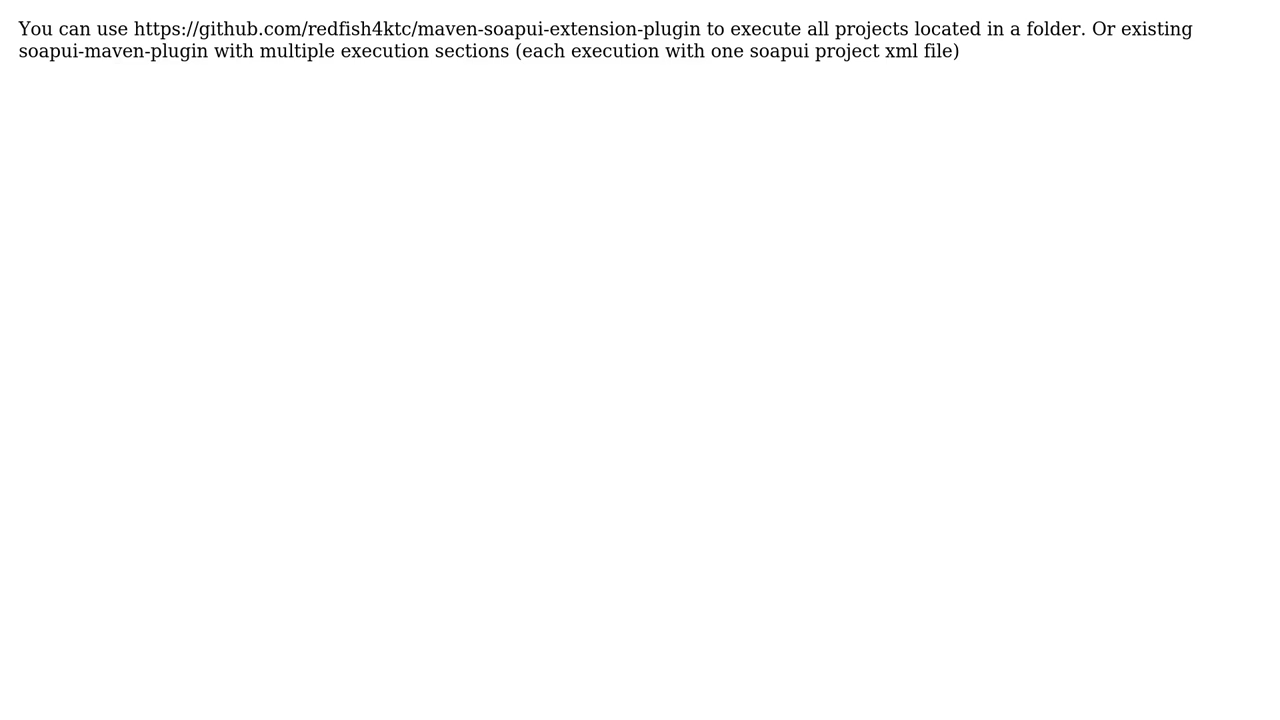 You can use https://github.com/redfish4ktc/maven-soapui-extension-plugin to execute all projects located in a folder. Or existing
soapui-maven-plugin with multiple execution sections (each execution with one soapui project xml file)